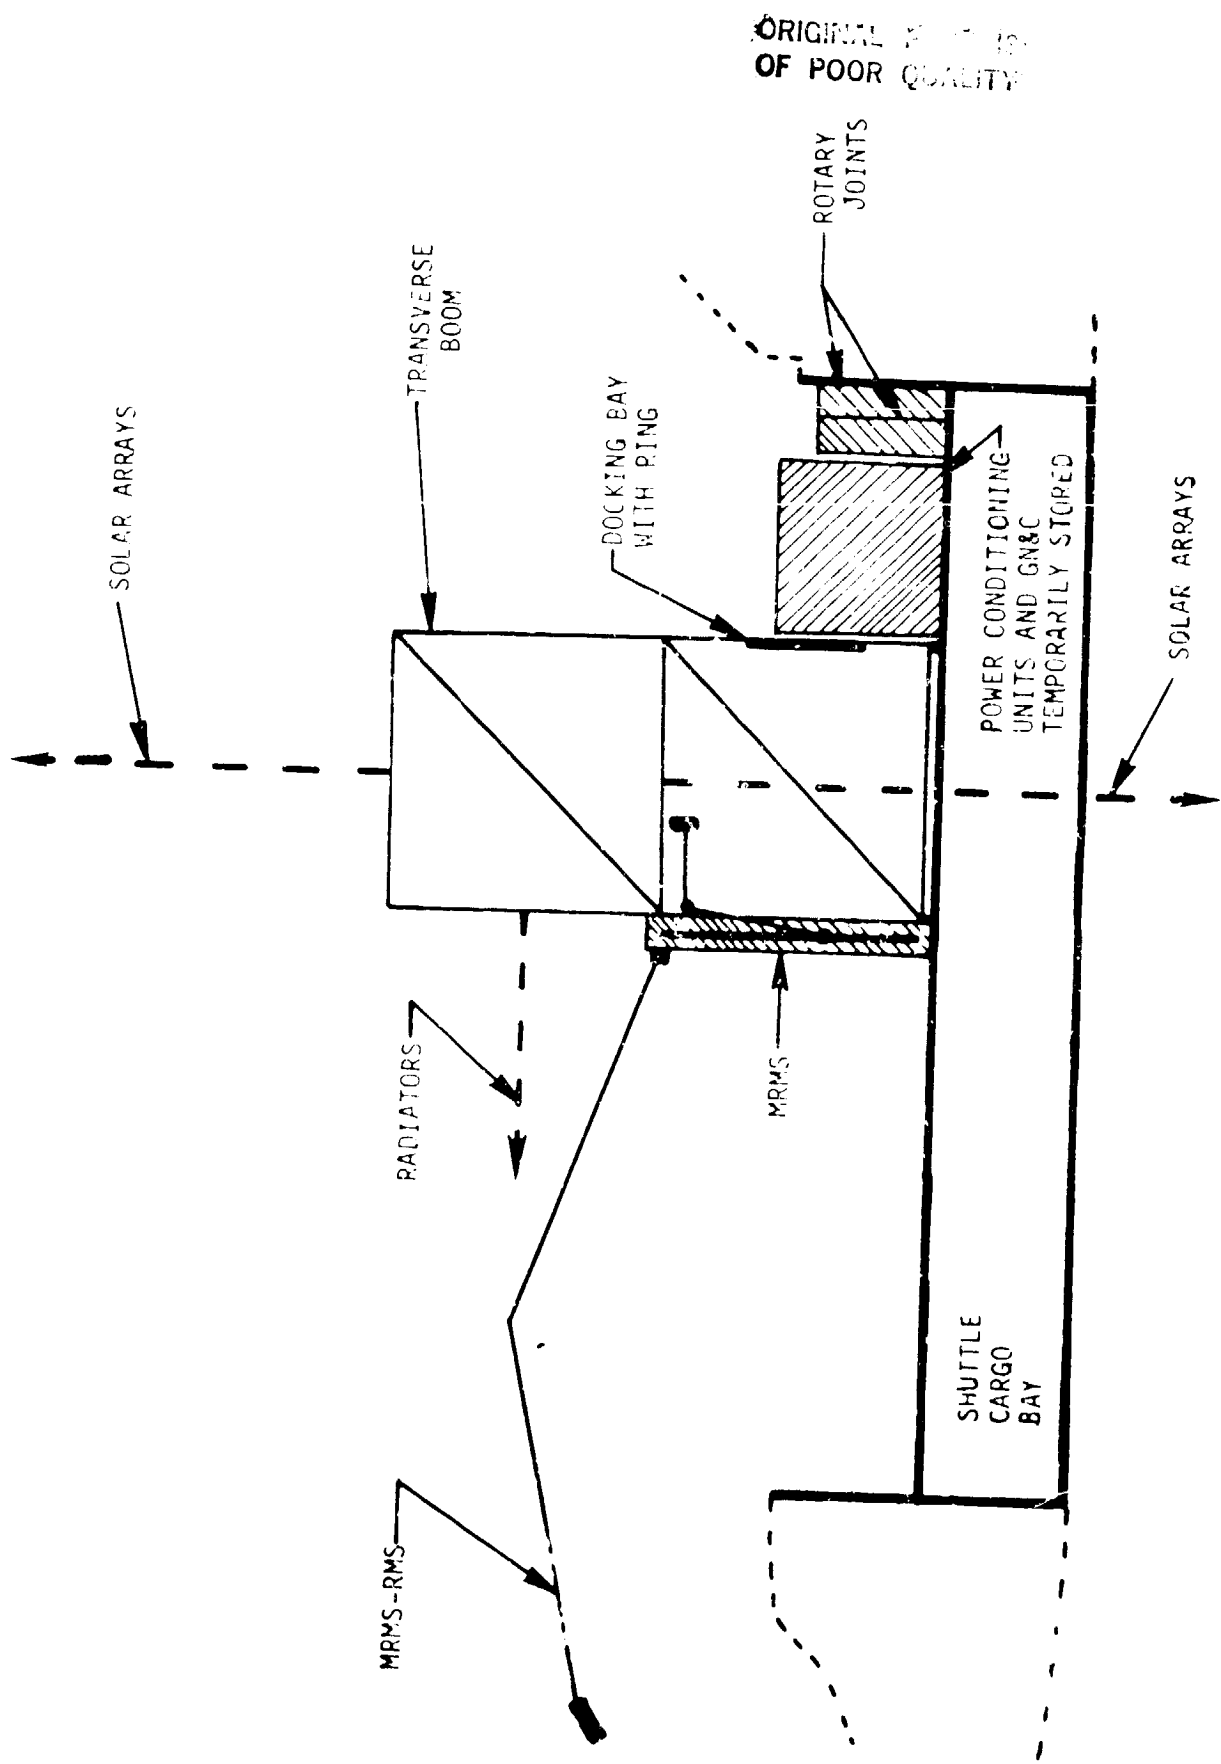 ORIGINAL
OF POOR QUALITY
SOLAR ARRAYS
TRANSVERSE
BOOM
ROTARY
JOINTS
DOCKING BAY
WITH RING
RADIATORS
MRMS
MRMS-RMS
POWER CONDITIONING
UNITS AND GN&C
TEMPORARILY STORED
SOLAR ARRAYS
SHUTTLE
CARGO
BAY